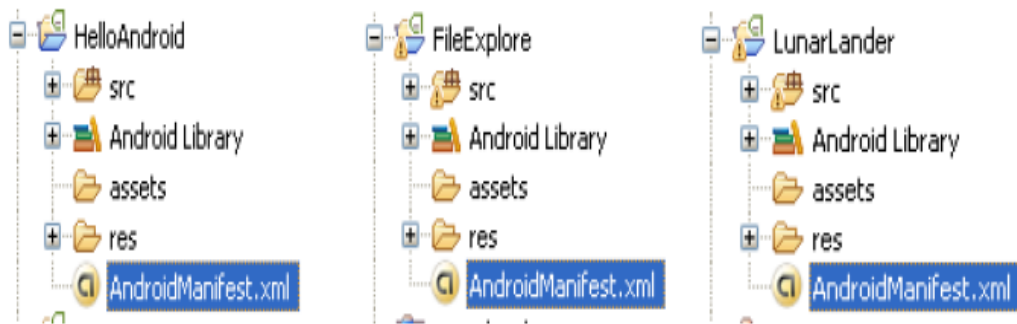 HelloAndroid
src
Android Library
assets
res
AndroidManifest.xml
FileExplore
src
Android Library
assets
res
AndroidManifest.xml
LunarLander
src
Android Library
assets
res
AndroidManifest.xml